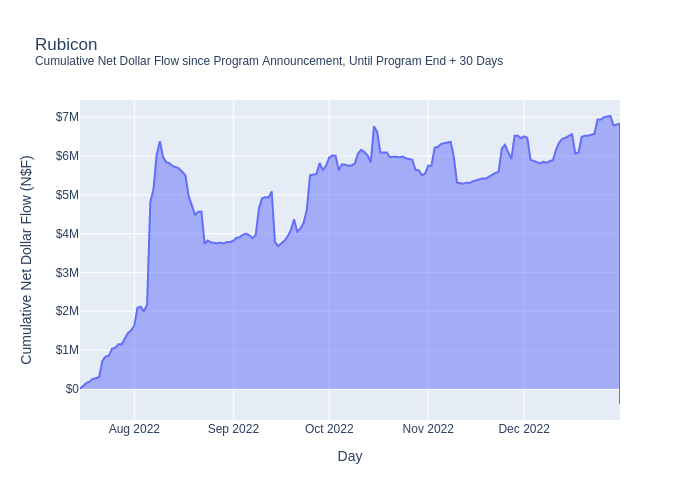 Rubicon
Cumulative Net Dollar Flow since Program Announcement, Until Program End + 30 Days
Cumulative Net Dollar Flow (N$F)
$7M
$6M
$5M
$4M
$3M
$2M
$1M
$0
Aug 2022 Sep 2022 Oct 2022 Nov 2022 Dec 2022
Day